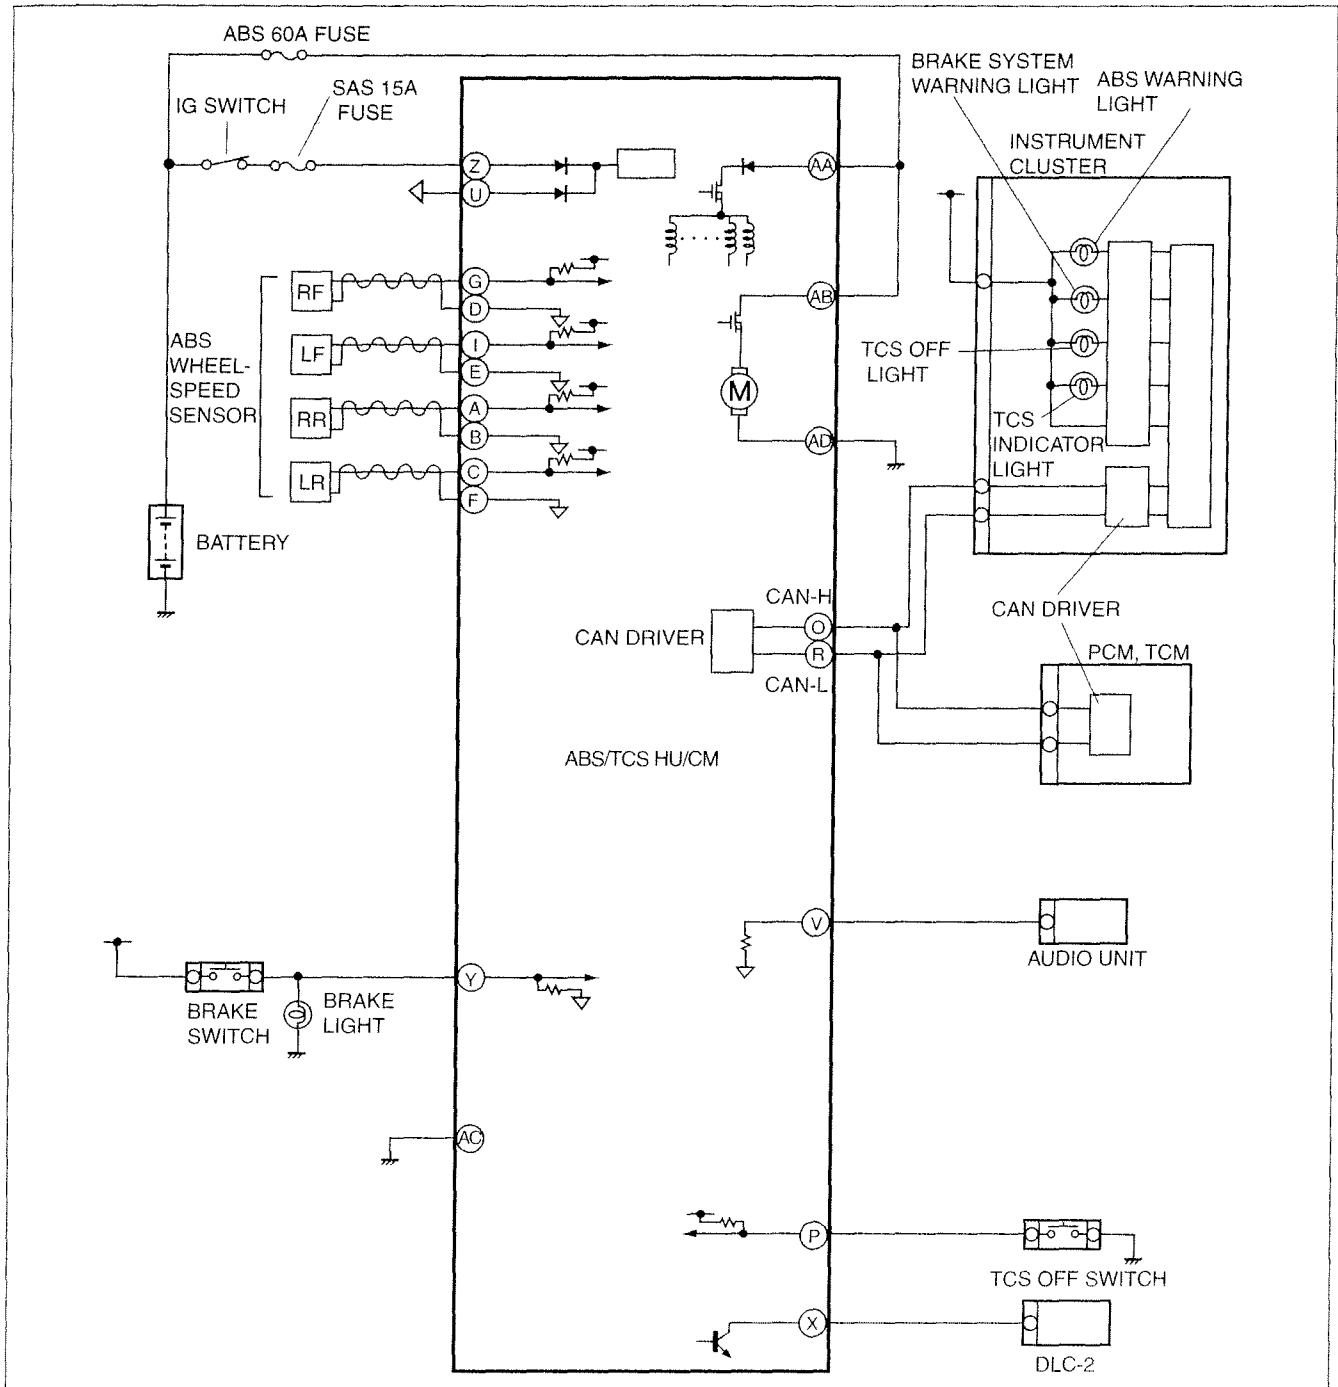 ABS 60A FUSE
IG SWITCH
SAS 15A
FUSE
BRAKE SYSTEM
WARNING LIGHT
ABS WARNING
LIGHT
INSTRUMENT
CLUSTER
Z
U
AA
RF
G
D
AB
ABS
WHEEL-
SPEED
SENSOR
LF
I
E
TCS OFF
LIGHT
M
RR
A
B
AD
TCS
INDICATOR
LIGHT
LR
C
F
BATTERY
CAN DRIVER
CAN-H
O
R
CAN-L
CAN DRIVER
PCM, TCM
ABS/TCS HU/CM
V
AUDIO UNIT
Y
BRAKE
SWITCH
BRAKE
LIGHT
AC
P
TCS OFF SWITCH
X
DLC-2